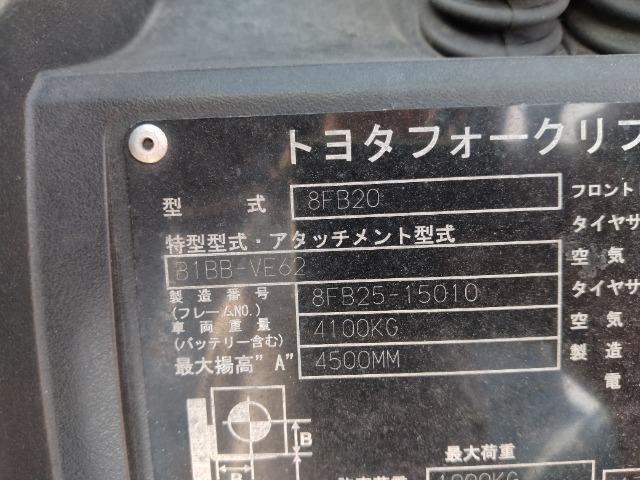 トヨタフォークリフ
型 式 8FB20 フロント
特型型式・アタッチメント型式 タイヤサ
B1BB-VE62 空気
製造番号 (フレームNO.) 8FB25-15010 タイヤサ
車両重量 (バッテリー含む) 4100KG 空気
最大揚高"A" 4500MM 製造
電
B
B
最大荷重